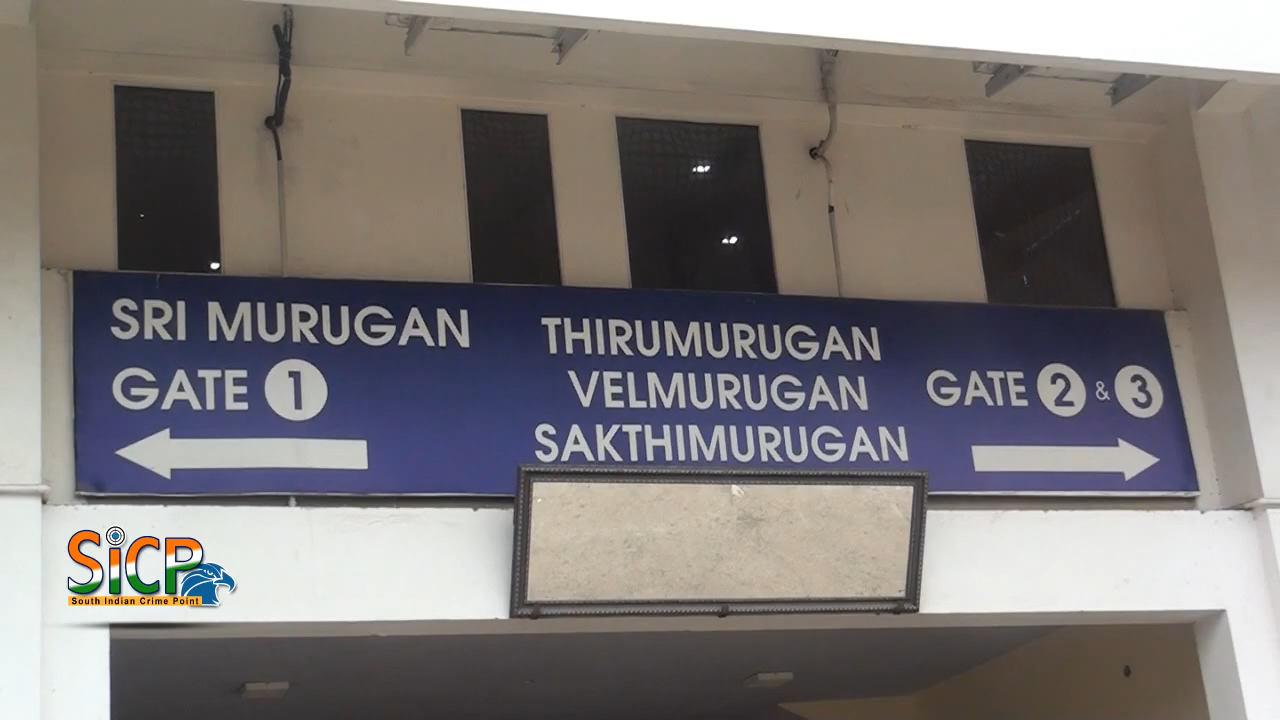 SRI MURUGAN
GATE 1
THIRUMURUGAN
VELMURUGAN
SAKTHIMURUGAN
GATE 2 & 3
SiCP
South Indian Crime Point